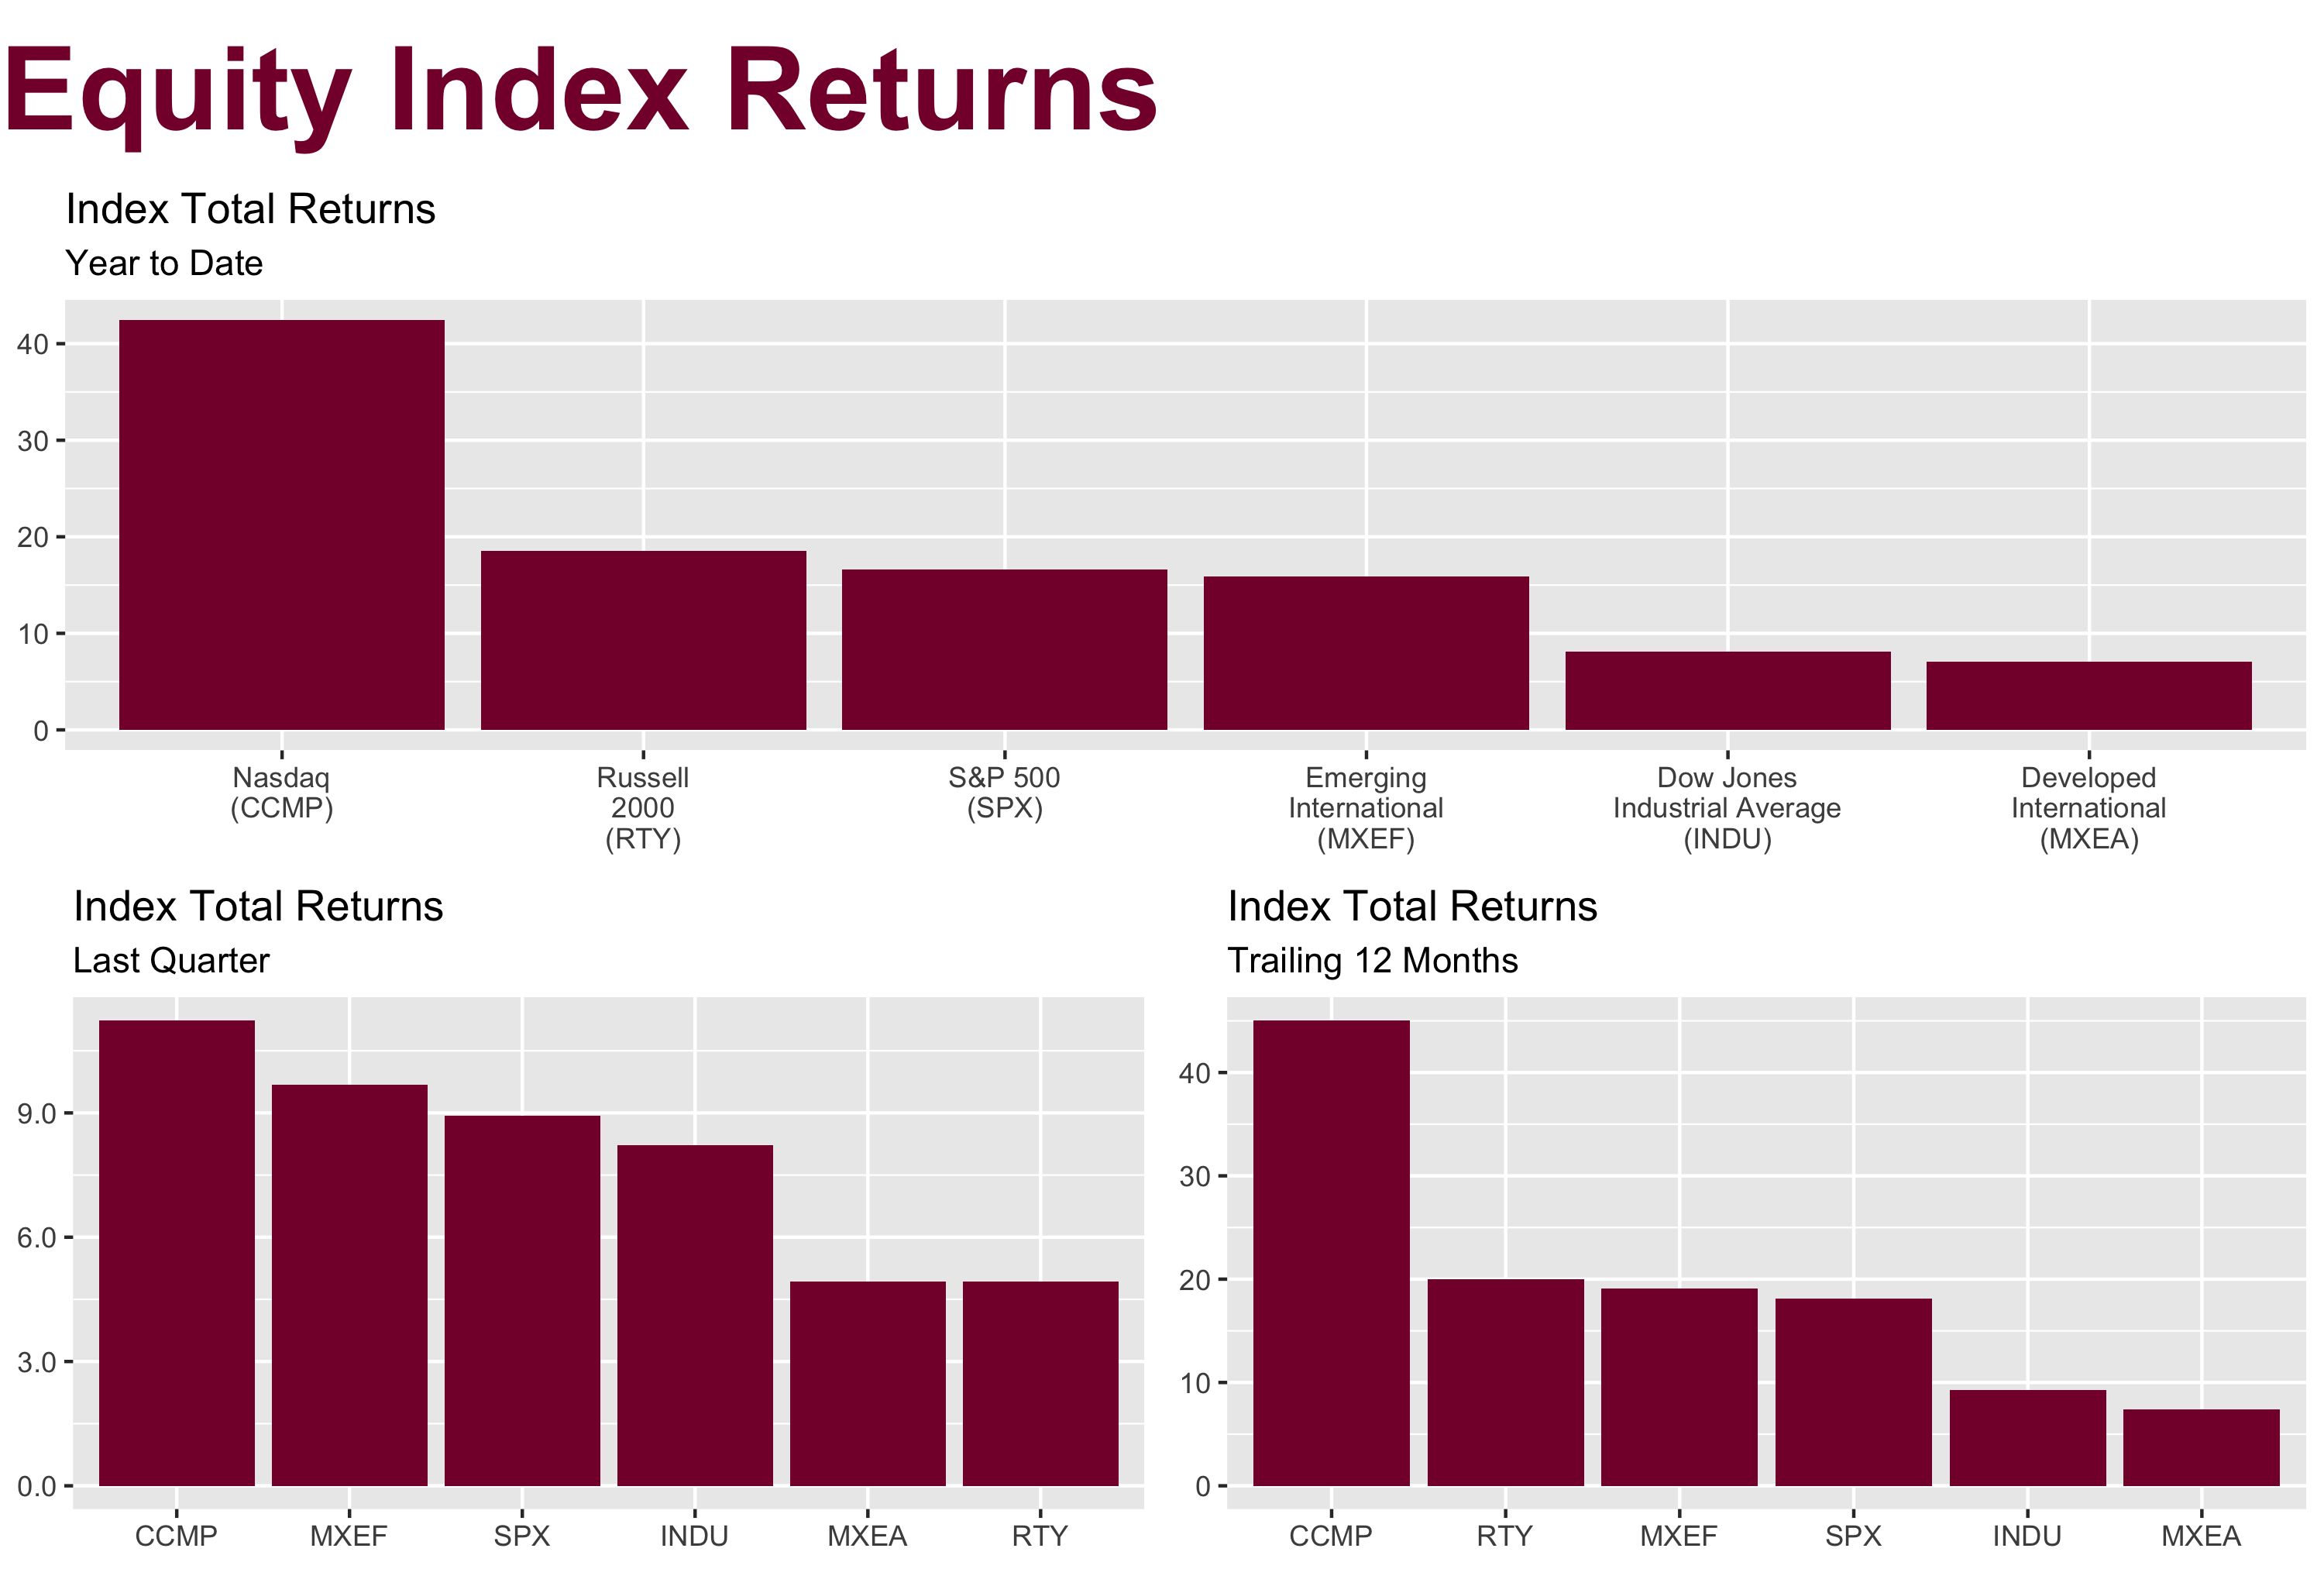 Equity Index Returns
Index Total Returns
Year to Date
40
30
20
10
0
Nasdaq
(CCMP)
Russell
2000
(RTY)
S&P 500
(SPX)
Emerging
International
(MXEF)
Dow Jones
Industrial Average
(INDU)
Developed
International
(MXEA)
Index Total Returns
Last Quarter
9.0
6.0
3.0
0.0
CCMP
MXEF
SPX
INDU
MXEA
RTY
Index Total Returns
Trailing 12 Months
40
30
20
10
0
CCMP
RTY
MXEF
SPX
INDU
MXEA